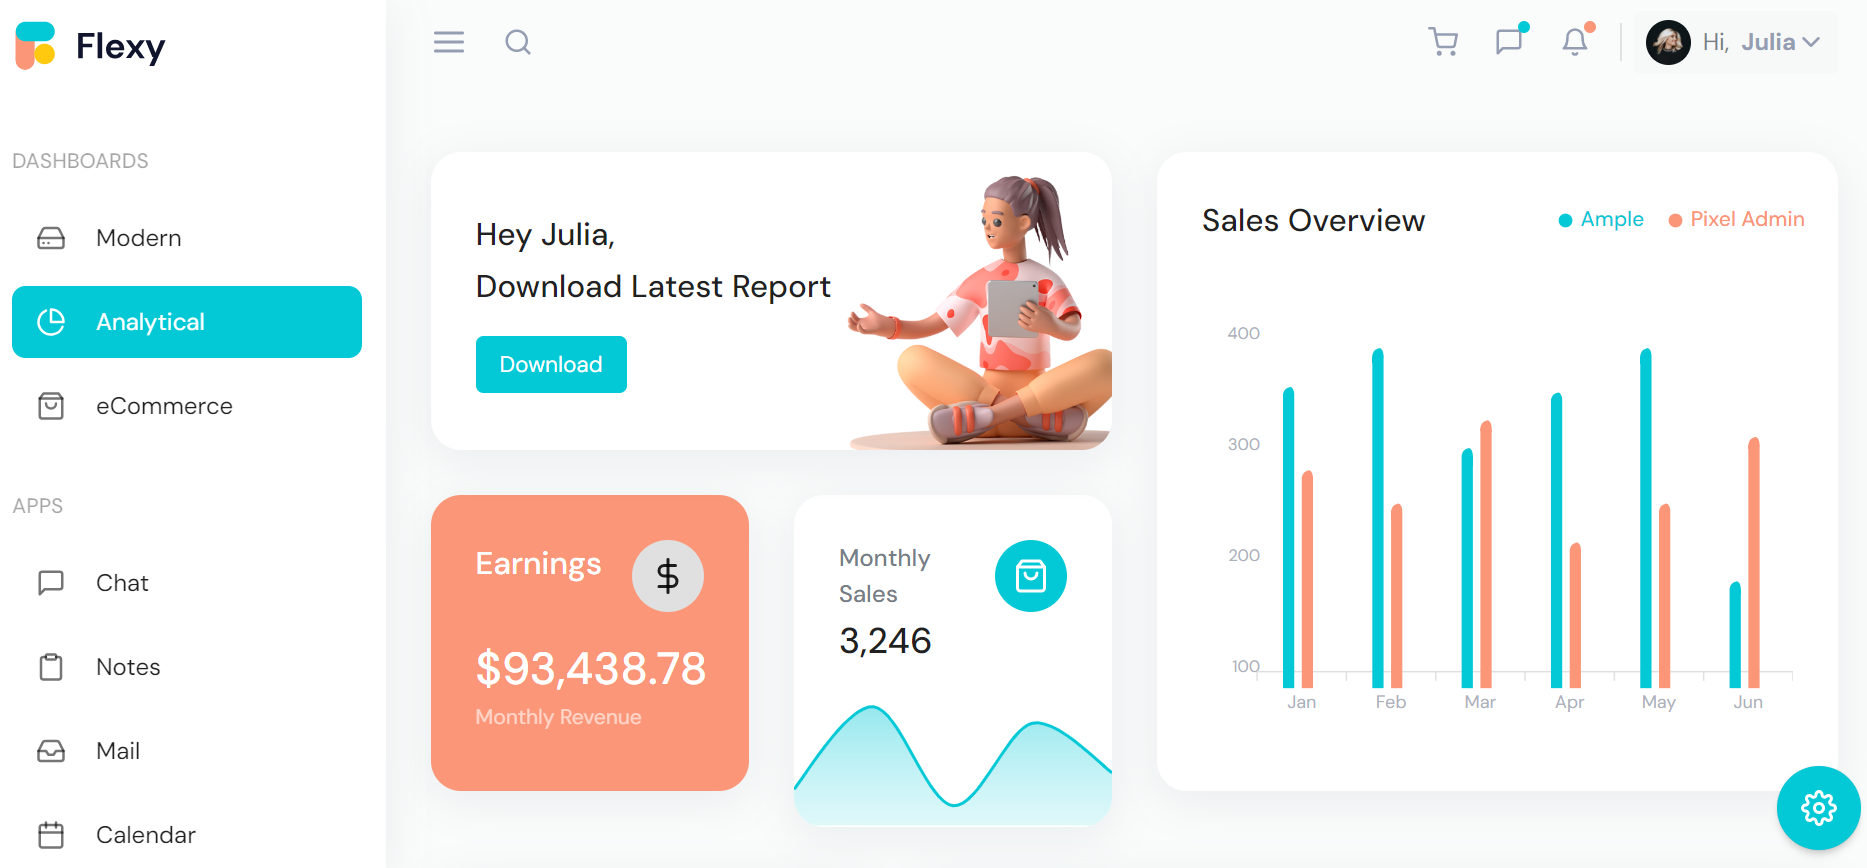 Flexy
Hi, Julia
DASHBOARDS
Modern
Analytical
eCommerce
APPS
Chat
Notes
Mail
Calendar
Hey Julia,
Download Latest Report
Download
Earnings
$
$93,438.78
Monthly Revenue
Monthly
Sales
3,246
Sales Overview
Ample
Pixel Admin
400
300
200
100
Jan Feb Mar Apr May Jun